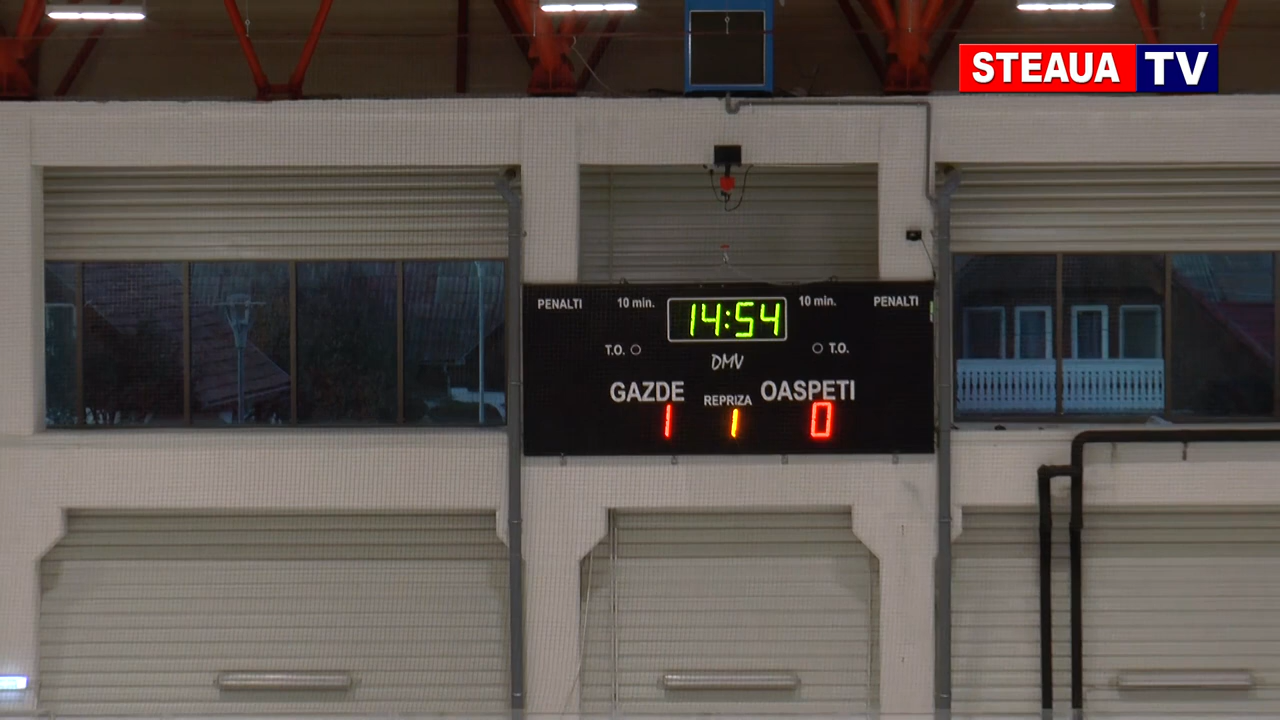 STEAUA TV
PENALTI 10 min. 14:54 10 min. PENALTI
T.O. T.O.
DMV
GAZDE REPRIZA OASPETI
1 1 0